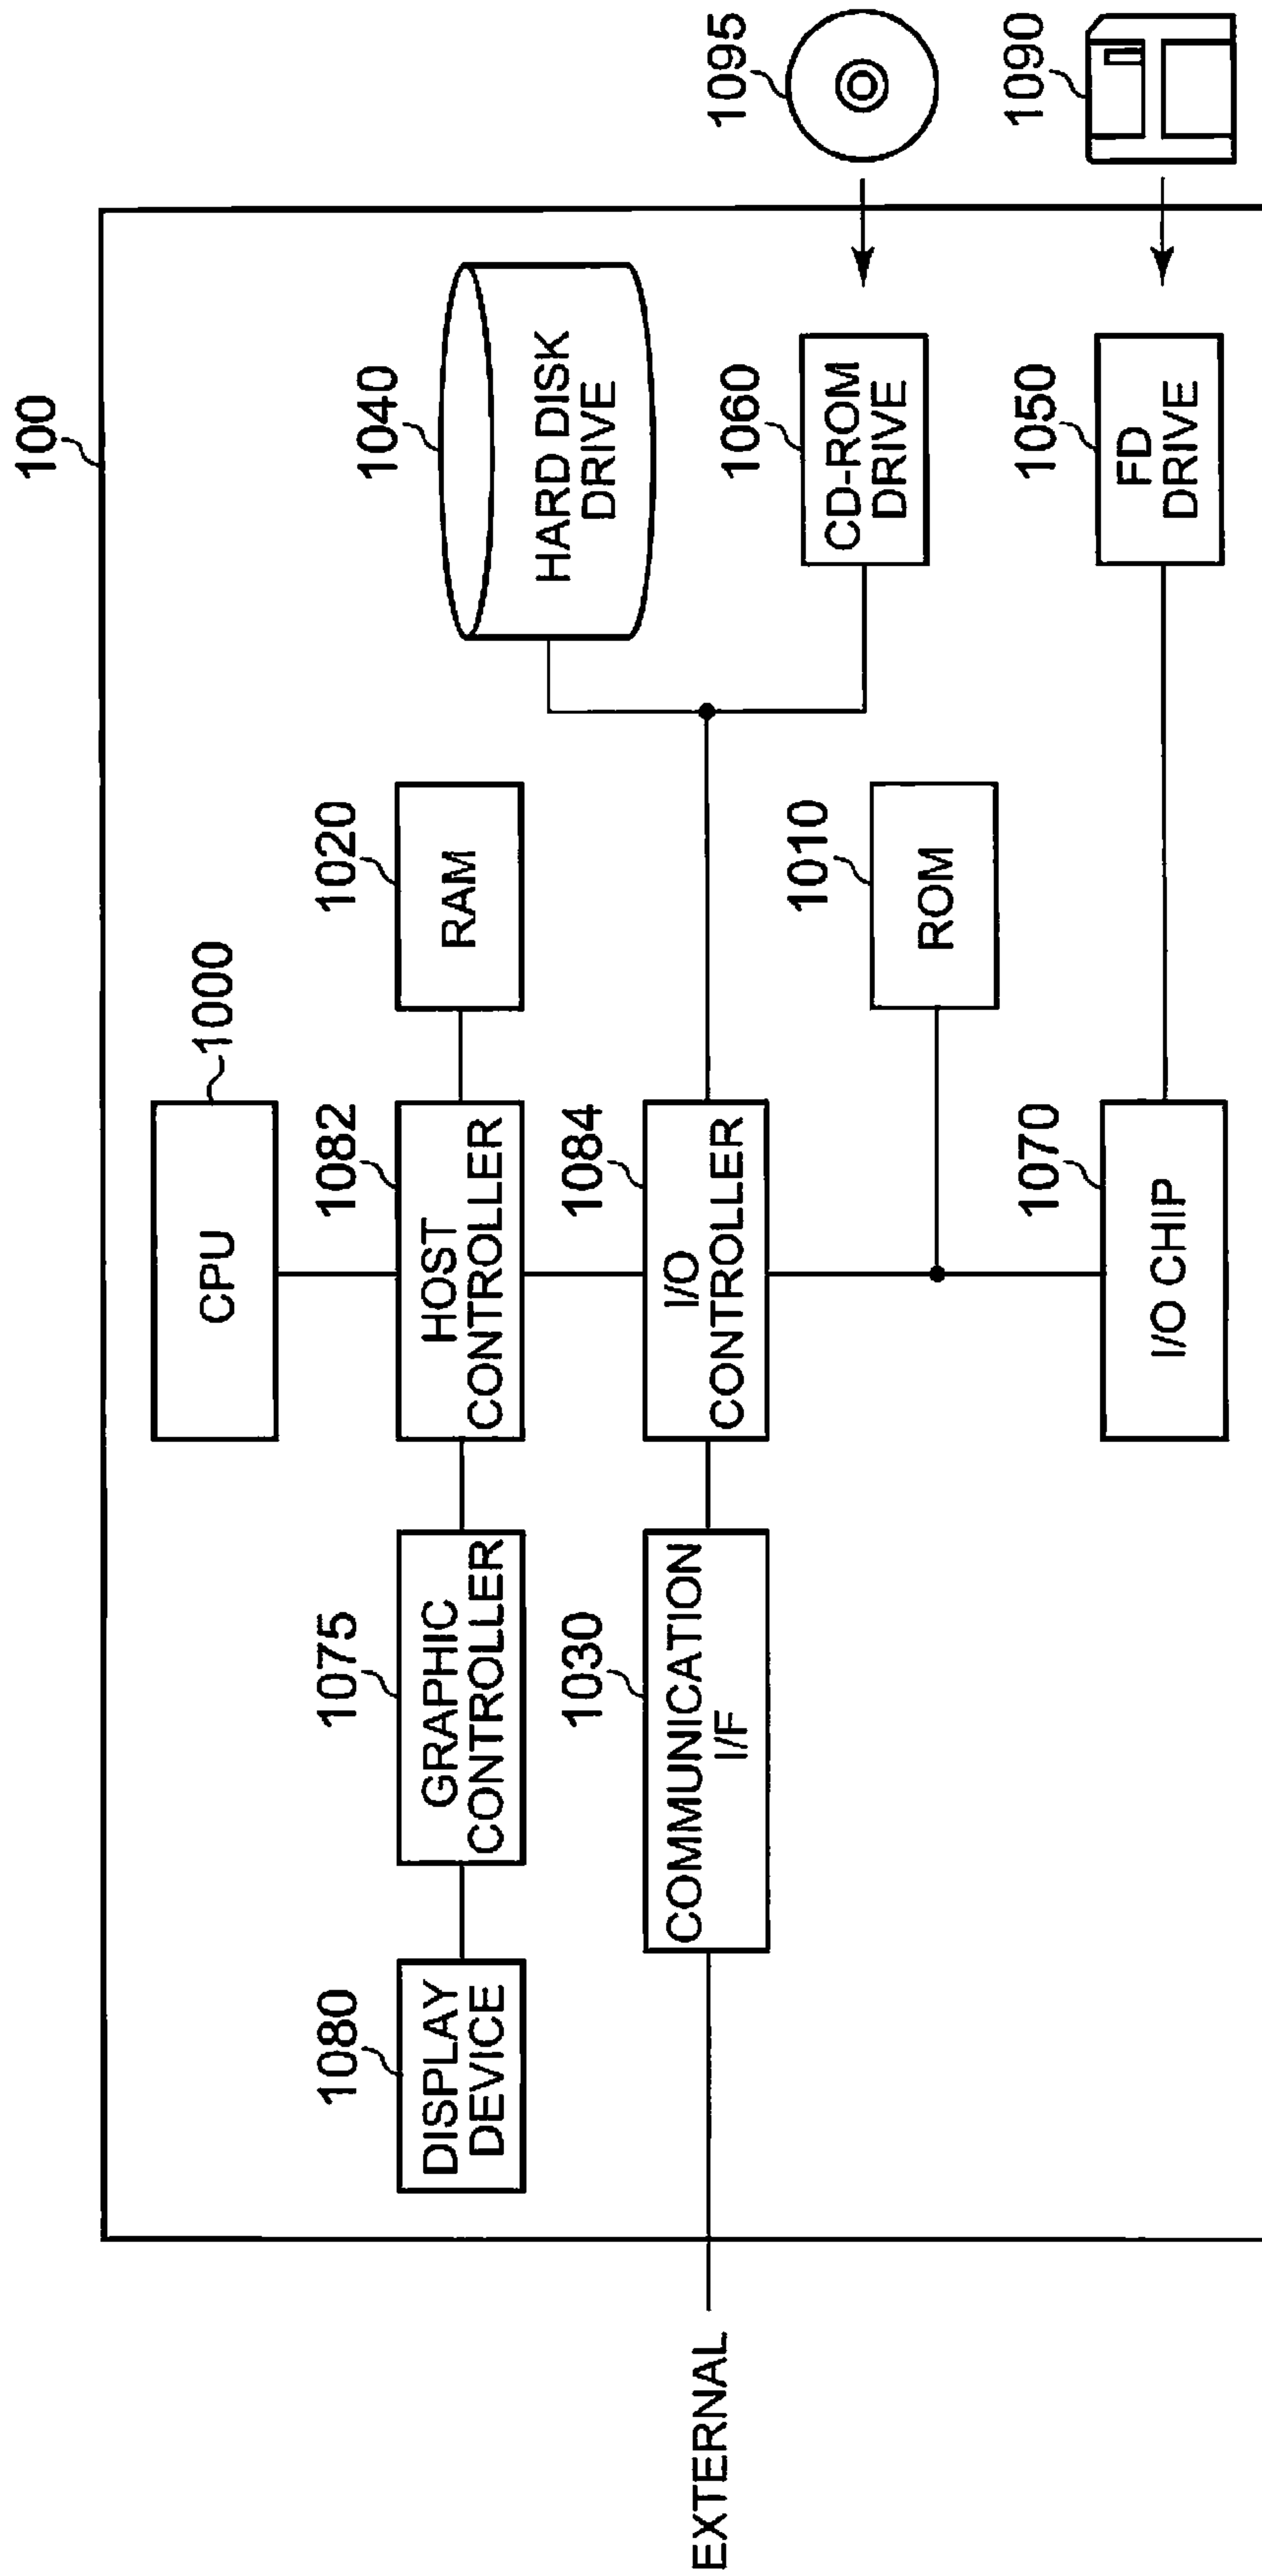 100
CPU
1000
DISPLAY
DEVICE
1080
GRAPHIC
CONTROLLER
1075
HOST
CONTROLLER
1082
RAM
1020
HARD DISK
DRIVE
1040
EXTERNAL
COMMUNICATION
I/F
1030
I/O
CONTROLLER
1084
CD-ROM
DRIVE
1060
1095
ROM
1010
I/O CHIP
1070
FD
DRIVE
1050
1090